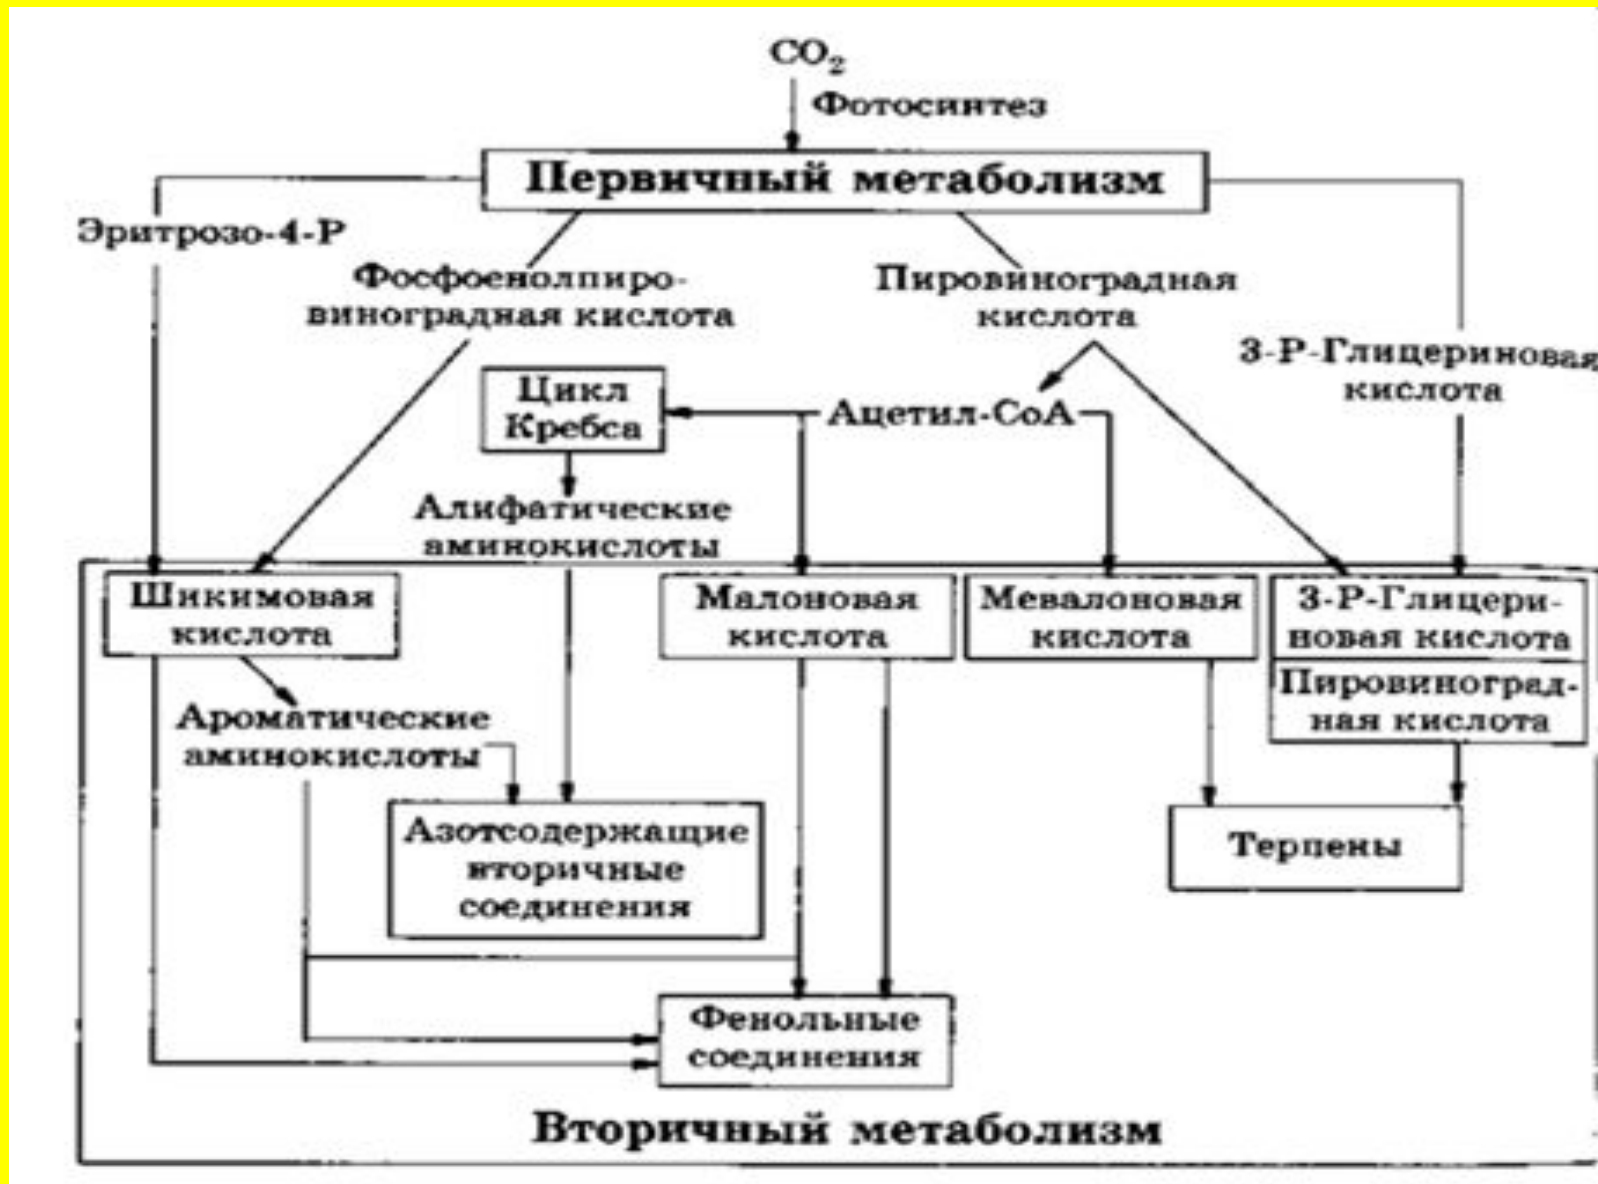 CO₂
Фотосинтез
Первичный метаболизм
Эритрозо-4-Р
Фосфоенолпиро-
виноградная кислота
Пировиноградная
кислота
3-Р-Глицериновая
кислота
Цикл
Кребса
Ацетил-СоА
Алифатические
аминокислоты
Шикимовая
кислота
Малоновая
кислота
Мевалоновая
кислота
3-Р-Глицери-
новая кислота
Пировиноград-
ная кислота
Ароматические
аминокислоты
Азотсодержащие
вторичные
соединения
Терпены
Фенольные
соединения
Вторичный метаболизм